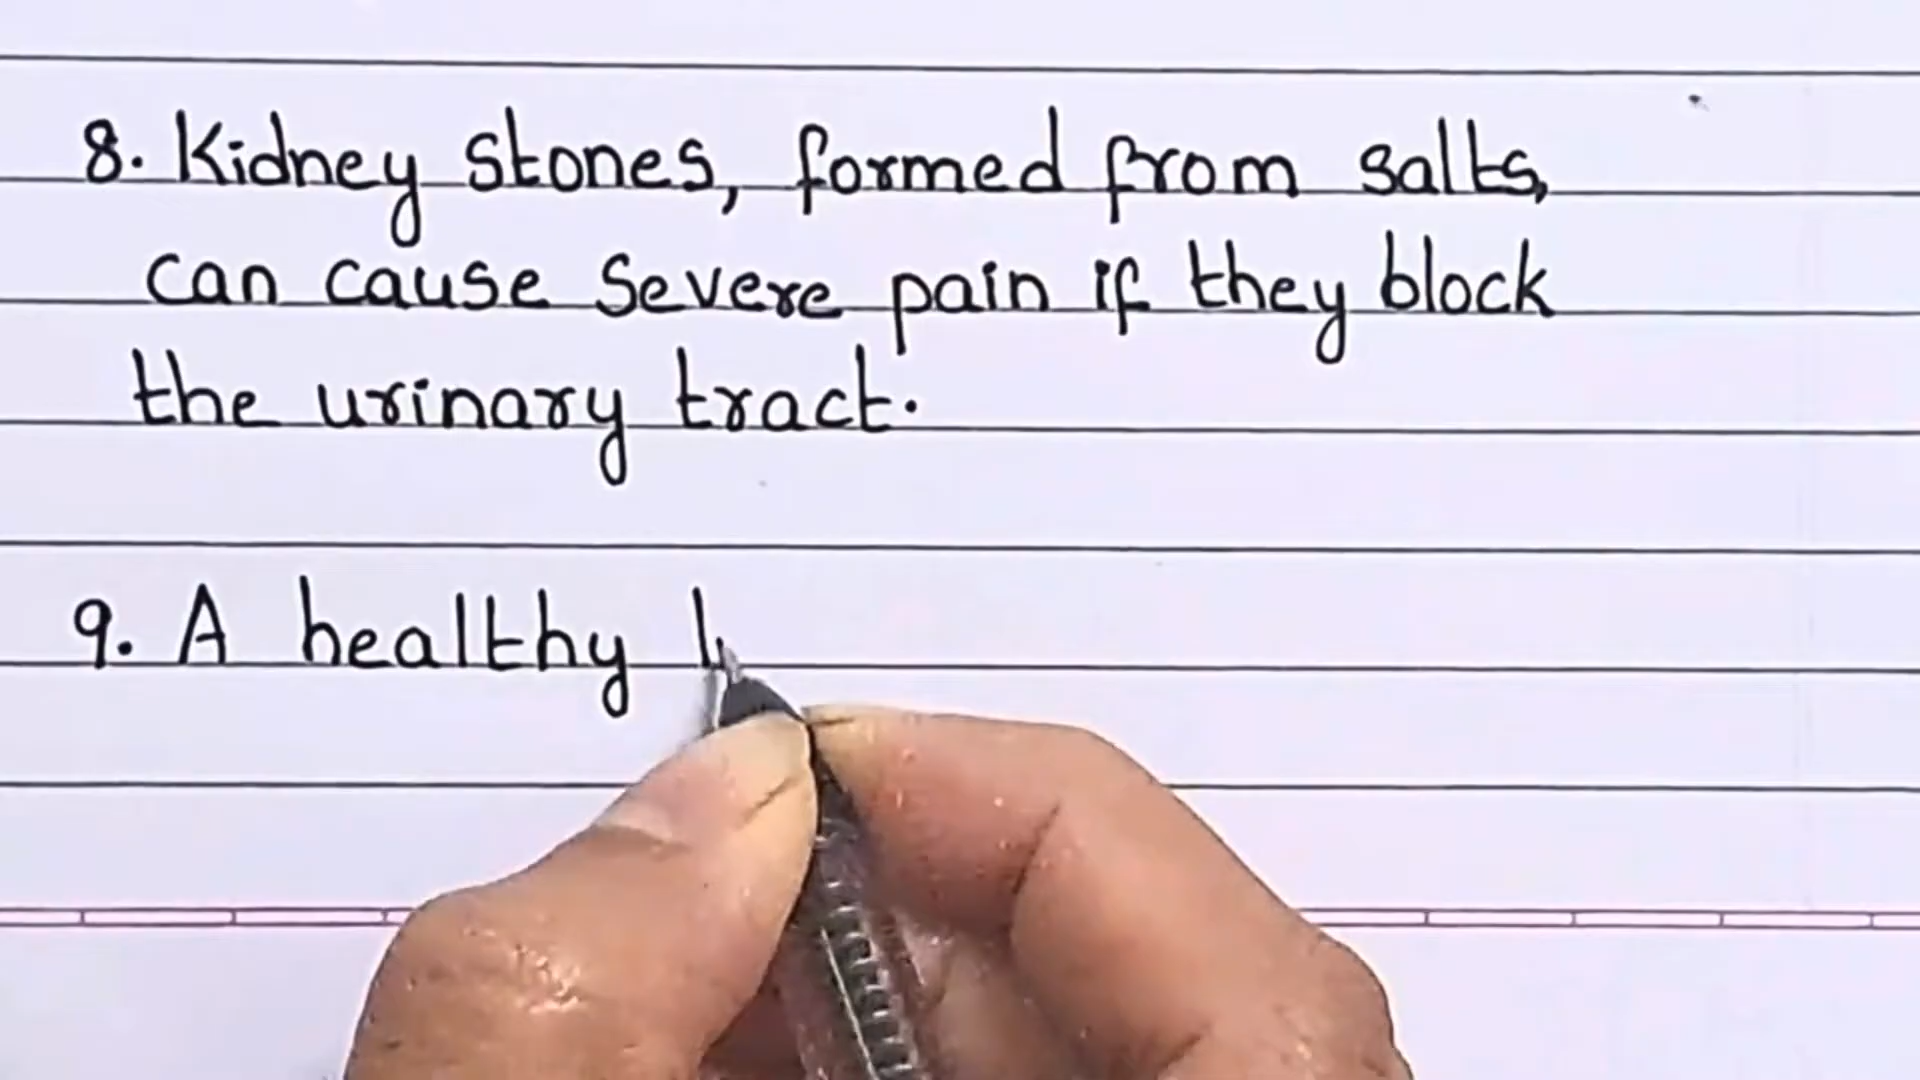 8. Kidney stones, formed from salts,
can cause severe pain if they block
the urinary tract.
9. A healthy